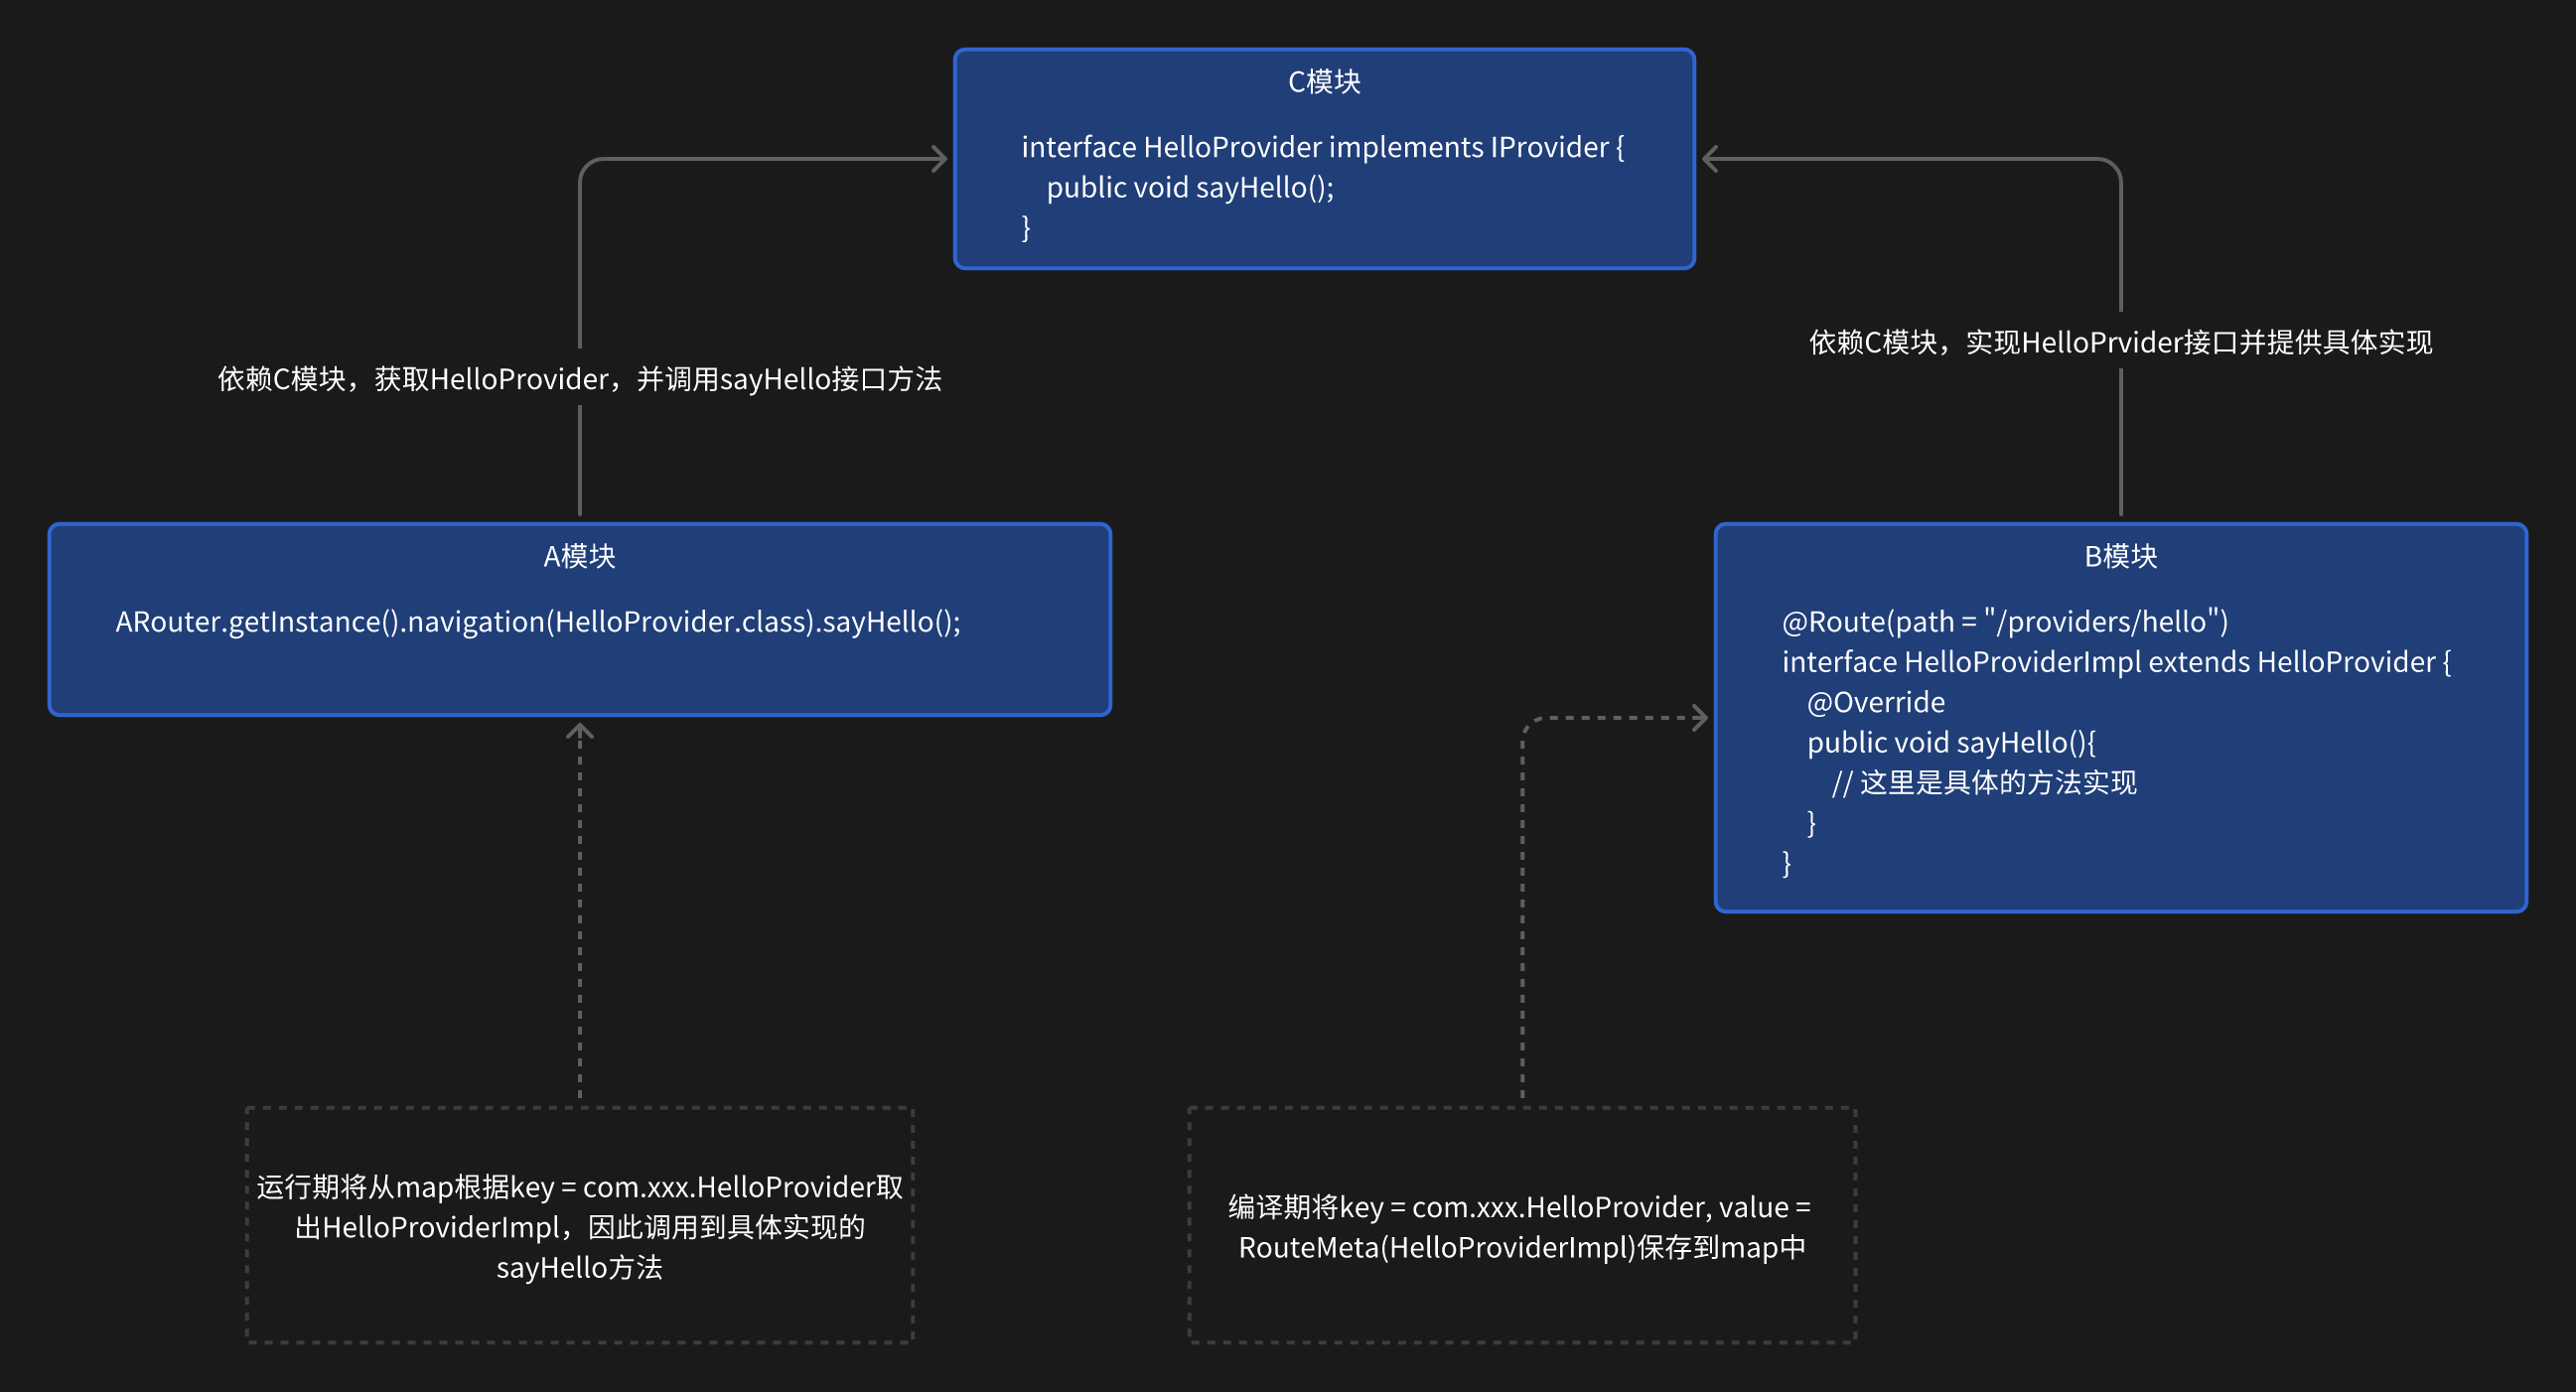 C模块
interface HelloProvider implements IProvider {
public void sayHello();
}
依赖C模块，实现HelloPrvider接口并提供具体实现
依赖C模块，获取HelloProvider，并调用sayHello接口方法
A模块
ARouter.getInstance().navigation(HelloProvider.class).sayHello();
B模块
@Route(path = "/providers/hello")
interface HelloProviderImpl extends HelloProvider {
@Override
public void sayHello(){
// 这里是具体的方法实现
}
}
运行期将从map根据key = com.xxx.HelloProvider取
出HelloProviderImpl，因此调用到具体实现的
sayHello方法
编译期将key = com.xxx.HelloProvider, value =
RouteMeta(HelloProviderImpl)保存到map中